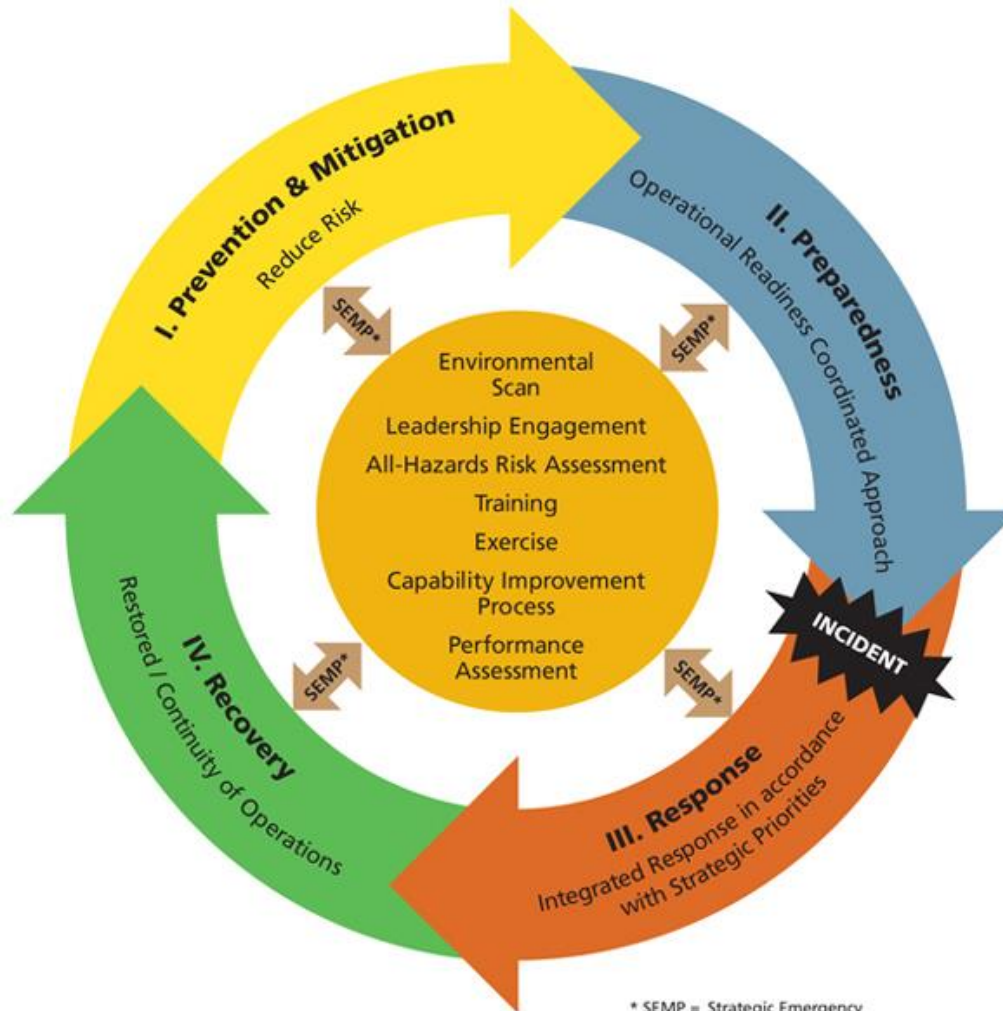 I. Prevention & Mitigation
Reduce Risk
II. Preparedness
Operational Readiness Coordinated Approach
SEMP*
SEMP*
Environmental
Scan
Leadership Engagement
All-Hazards Risk Assessment
Training
Exercise
Capability Improvement
Process
Performance
Assessment
SEMP*
SEMP*
INCIDENT
III. Response
Integrated Response in accordance
with Strategic Priorities
IV. Recovery
Restored / Continuity of Operations
* SEMP = Strategic Emergency